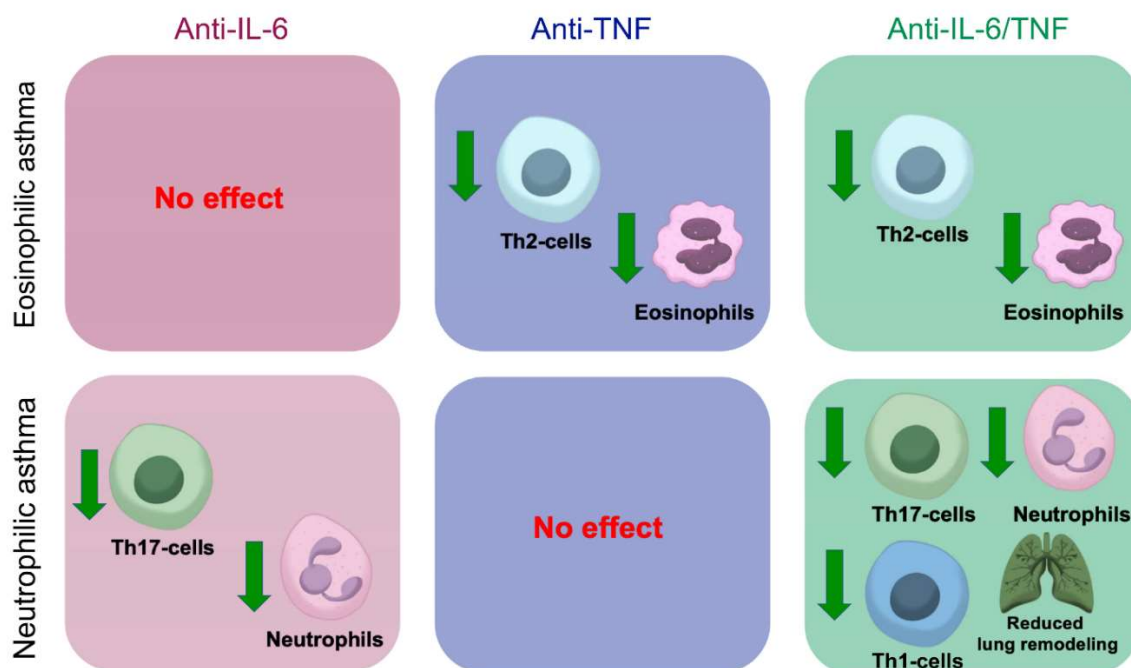 Anti-IL-6
Anti-TNF
Anti-IL-6/TNF
Eosinophilic asthma
No effect
Th2-cells
Eosinophils
Th2-cells
Eosinophils
Neutrophilic asthma
Th17-cells
Neutrophils
No effect
Th17-cells
Neutrophils
Th1-cells
Reduced
lung remodeling